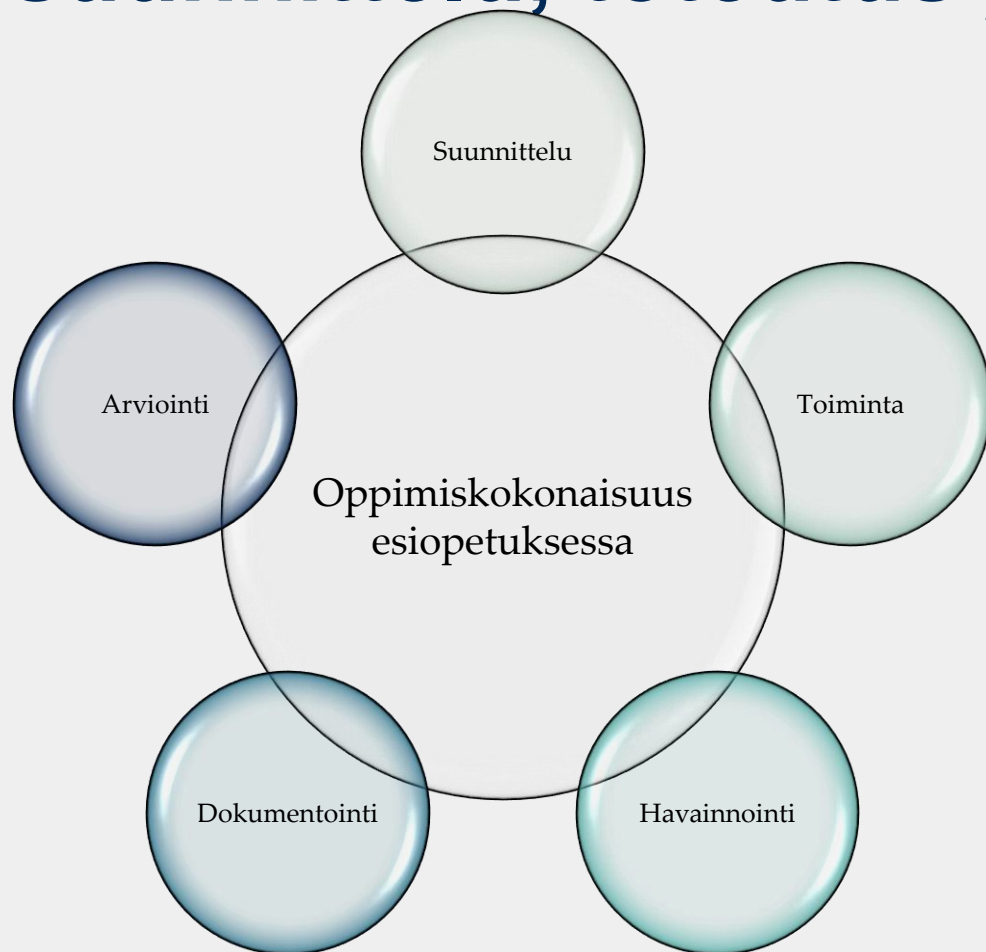 Suunnittelu
Arviointi
Toiminta
Oppimiskokonaisuus
esiopetuksessa
Dokumentointi
Havainnointi